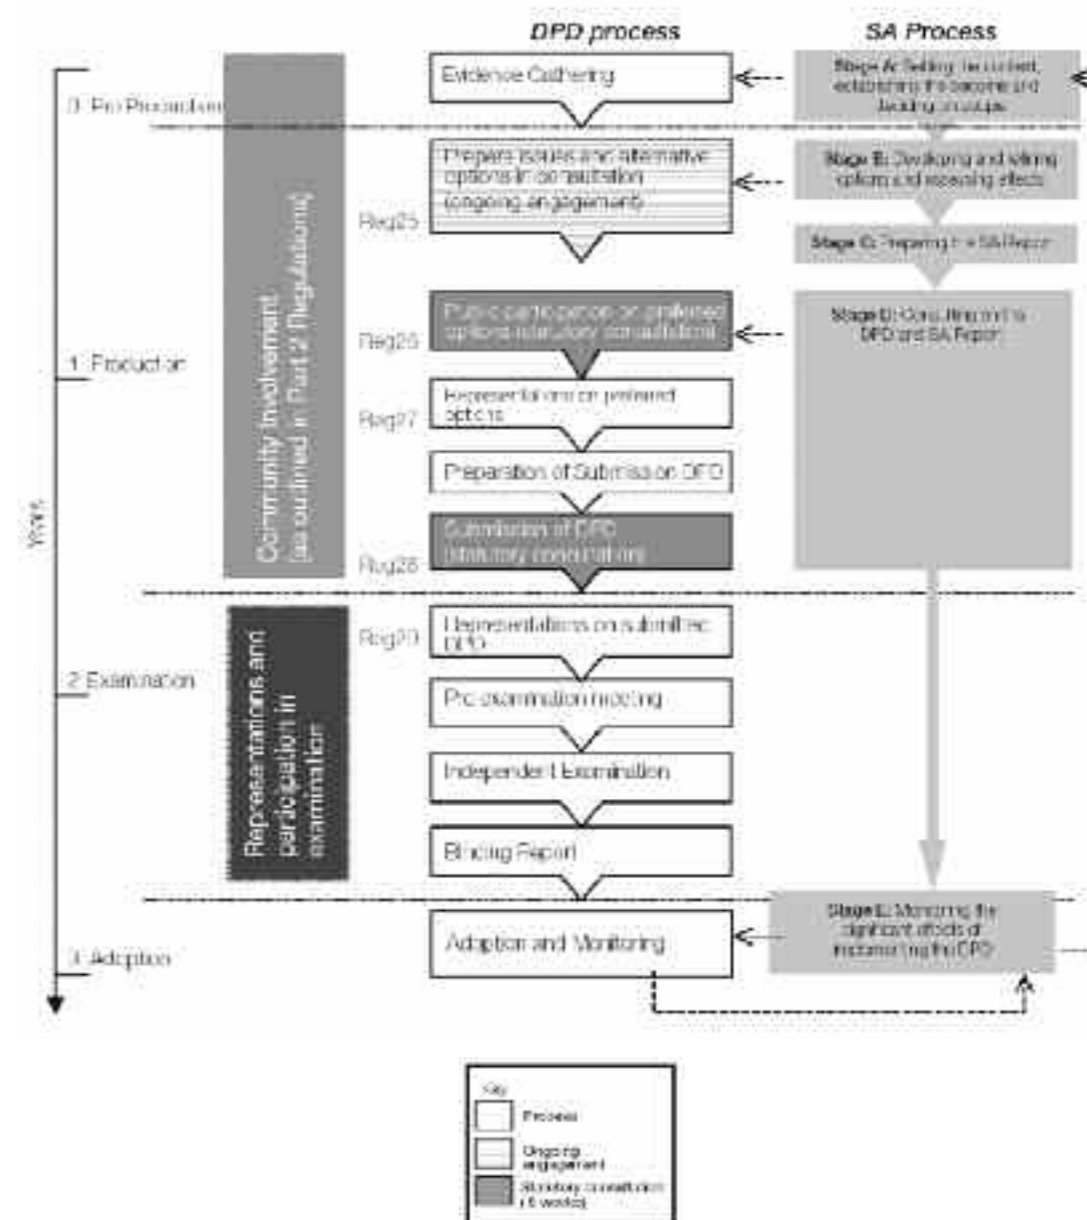 DPD process
SA Process
Evidence Gathering
Stage A: Setting the context,
establishing the baseline and
deciding on scope
Prepare issues and alternative
options in consultation
(ongoing engagement)
Reg25
Stage B: Developing and refining
options and assessing effects
Stage C: Preparing the SA Report
Public participation on preferred
options (statutory consultation)
Reg26
Stage D: Consulting on the
DPD and SA Report
1 Production
Representations on preferred
options
Reg27
Preparation of Submission DPD
Submission of DPD
(statutory consultation)
Reg28
Community Involvement
(as outlined in Part 2 Regulations)
Years
Representations on submitted
DPD
Reg29
2 Examination
Pre examination meeting
Independent Examination
Binding Report
Representations and
participation in
examination
3 Adoption
Adoption and Monitoring
Stage E: Monitoring the
significant effects of
implementing the DPD
Key
Process
Ongoing
engagement
Statutory consultation